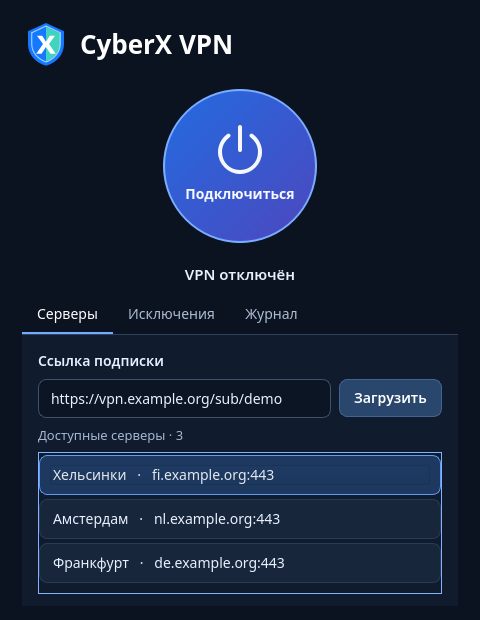 X CyberX VPN
Подключиться
VPN отключён
Серверы Исключения Журнал
Ссылка подписки
https://vpn.example.org/sub/demo Загрузить
Доступные серверы · 3
Хельсинки · fi.example.org:443
Амстердам · nl.example.org:443
Франкфурт · de.example.org:443